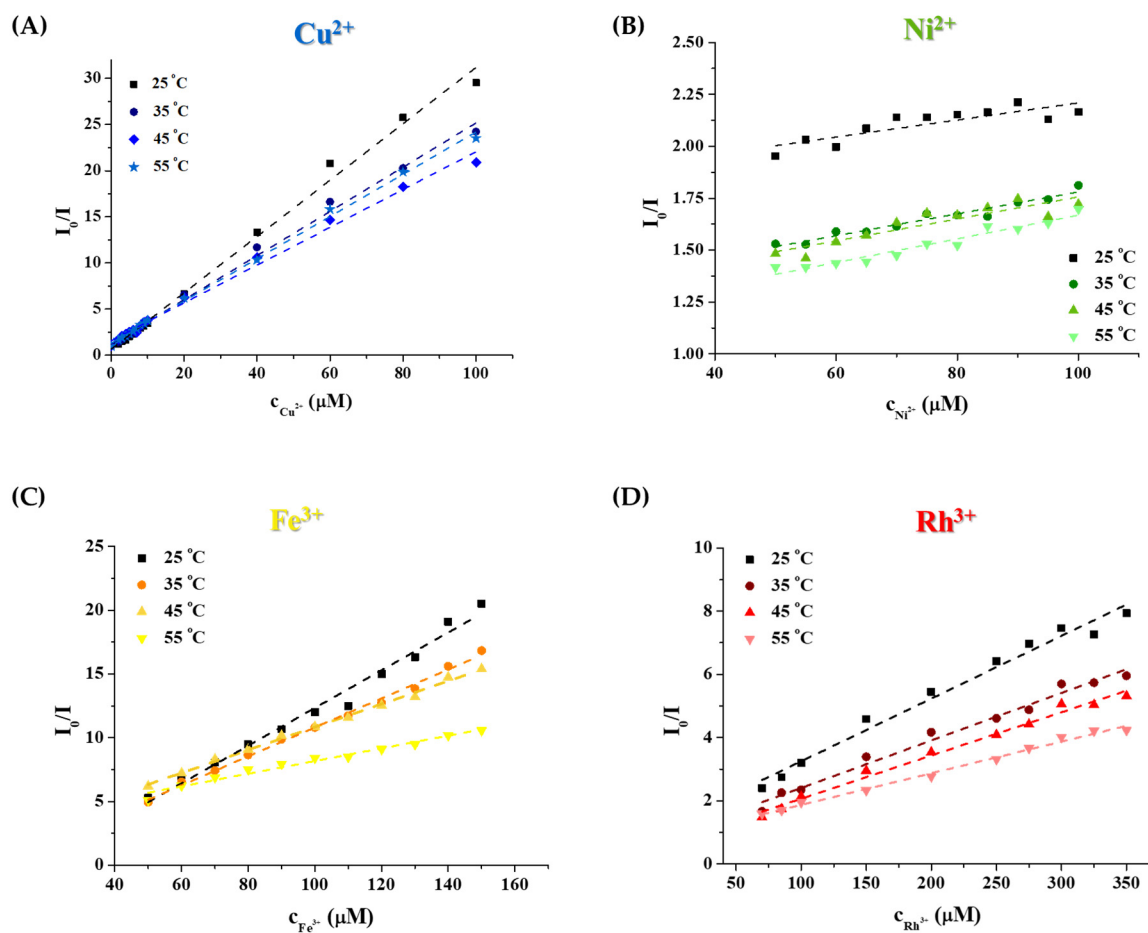 (A)
Cu²⁺
25 °C
35 °C
45 °C
55 °C
30
25
20
15
10
5
0
I₀/I
0 20 40 60 80 100
c_Cu²⁺ (μM)
(B)
Ni²⁺
2.50
2.25
2.00
1.75
1.50
1.25
1.00
I₀/I
25 °C
35 °C
45 °C
55 °C
40 60 80 100
c_Ni²⁺ (μM)
(C)
Fe³⁺
25 °C
35 °C
45 °C
55 °C
25
20
15
10
5
0
I₀/I
40 60 80 100 120 140 160
c_Fe³⁺ (μM)
(D)
Rh³⁺
25 °C
35 °C
45 °C
55 °C
10
8
6
4
2
0
I₀/I
50 100 150 200 250 300 350
c_Rh³⁺ (μM)